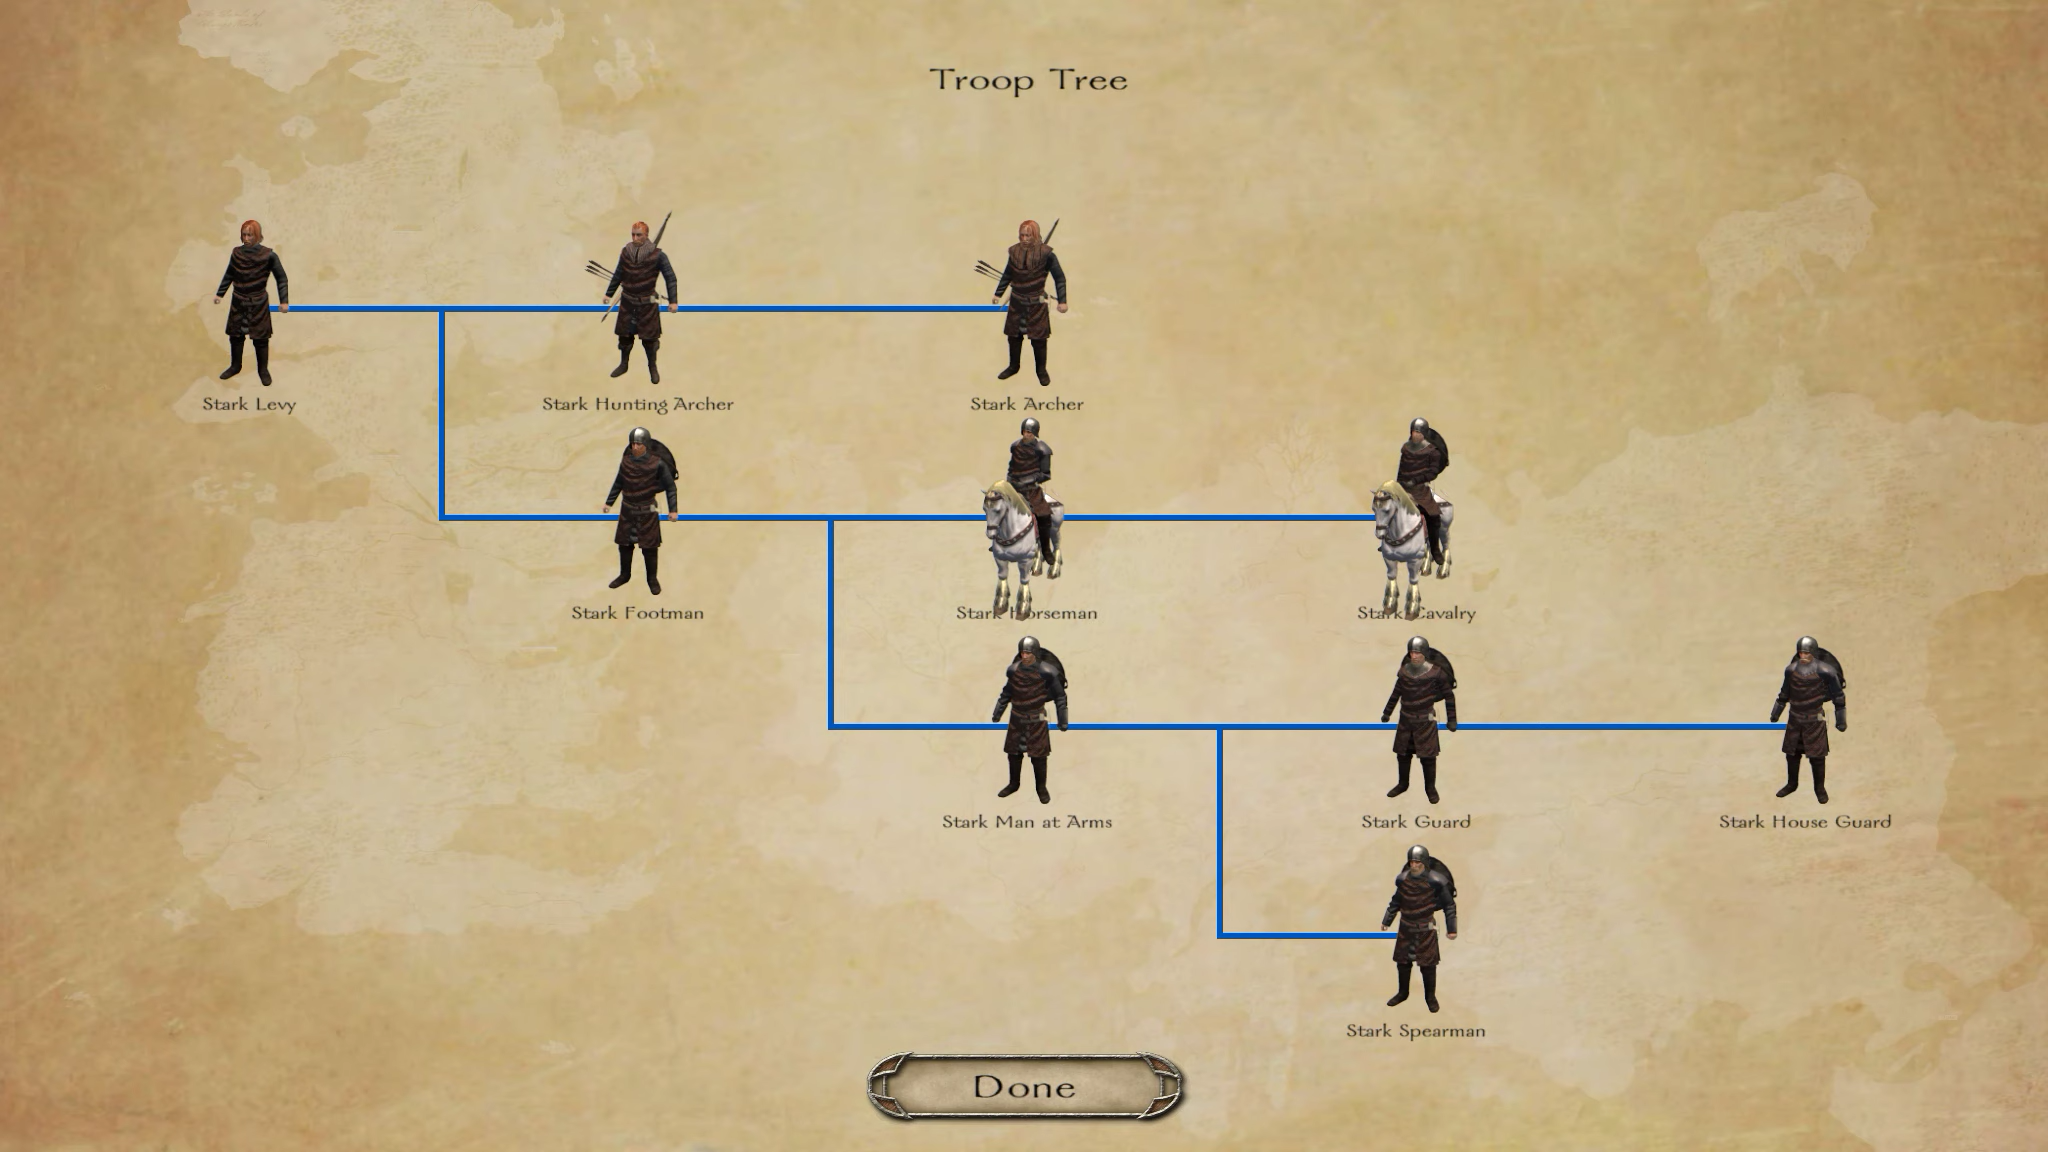 Troop Tree
Stark Levy
Stark Hunting Archer
Stark Archer
Stark Footman
Stark Horseman
Stark Cavalry
Stark Man at Arms
Stark Guard
Stark House Guard
Stark Spearman
Done